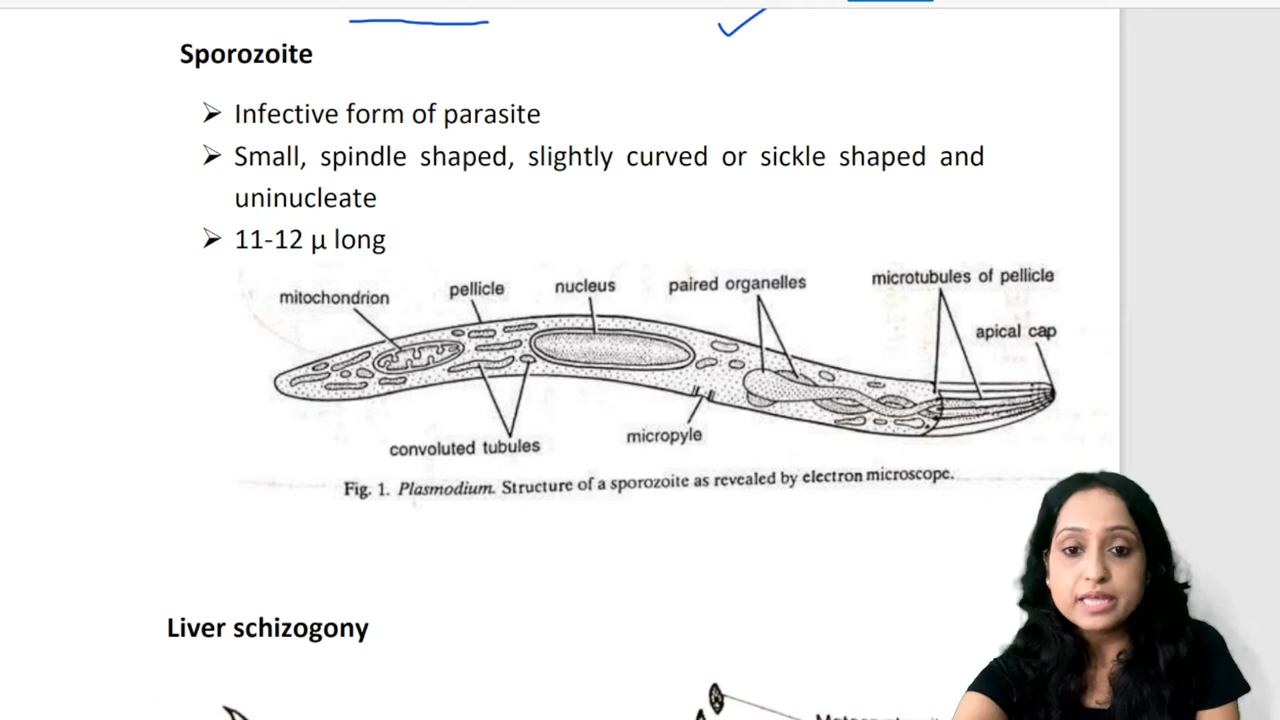 Sporozoite
➢ Infective form of parasite
➢ Small, spindle shaped, slightly curved or sickle shaped and
uninucleate
➢ 11-12 μ long
microtubules of pellicle
mitochondrion
pellicle
nucleus
paired organelles
apical cap
convoluted tubules
micropyle
Fig. 1. Plasmodium. Structure of a sporozoite as revealed by electron microscope.
Liver schizogony